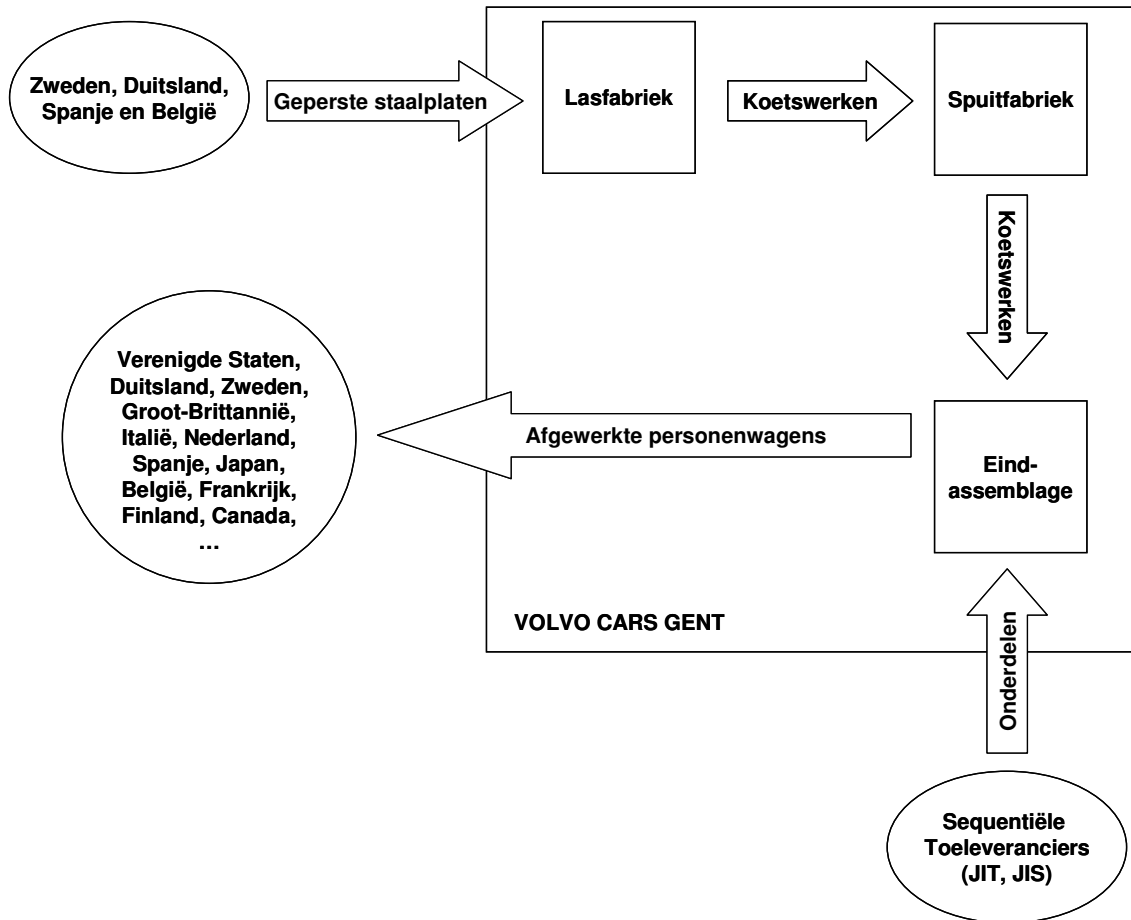 Zweden, Duitsland,
Spanje en België
Geperste staalplaten
Lasfabriek
Koetswerken
Spuitfabriek
Koetswerken
Verenigde Staten,
Duitsland, Zweden,
Groot-Brittannië,
Italië, Nederland,
Spanje, Japan,
België, Frankrijk,
Finland, Canada,
...
Afgewerkte personenwagens
Eind-
assemblage
VOLVO CARS GENT
Onderdelen
Sequentiële
Toeleveranciers
(JIT, JIS)